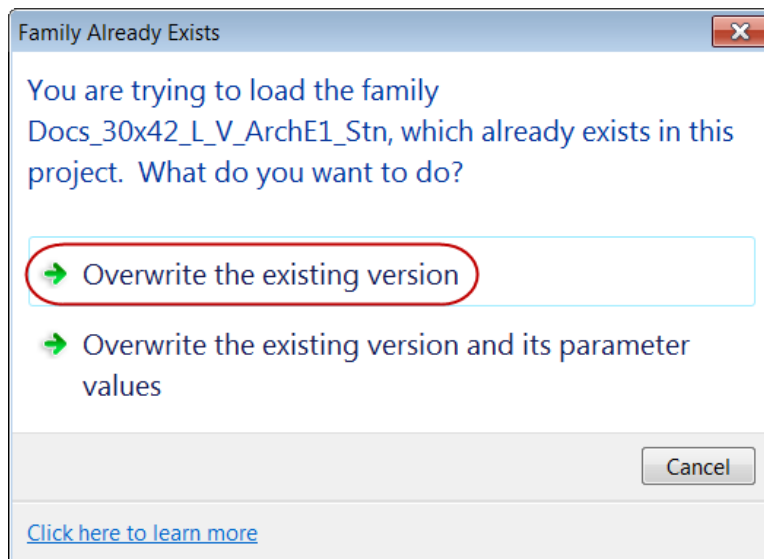 Family Already Exists
You are trying to load the family
Docs_30x42_L_V_ArchE1_Stn, which already exists in this
project.  What do you want to do?
Overwrite the existing version
Overwrite the existing version and its parameter
values
Cancel
Click here to learn more